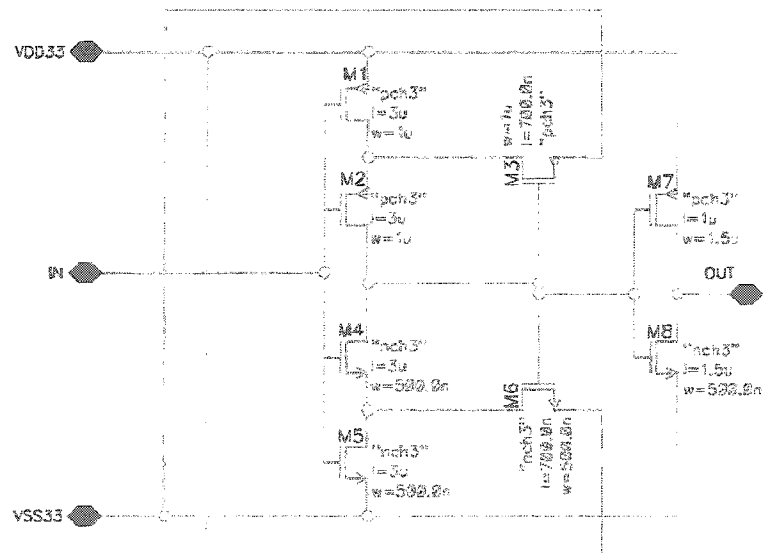 VDD33
M1
"pch3"
l=3u
w=1u
w=1u
l=700.0n
"pch3"
M3
M2
"pch3"
l=3u
w=1u
M7
"pch3"
l=1u
w=1.5u
IN
OUT
M4
"nch3"
l=3u
w=500.0n
M8
"nch3"
l=1.5u
w=500.0n
M6
"nch3"
l=700.0n
w=500.0n
M5
"nch3"
l=3u
w=500.0n
VSS33